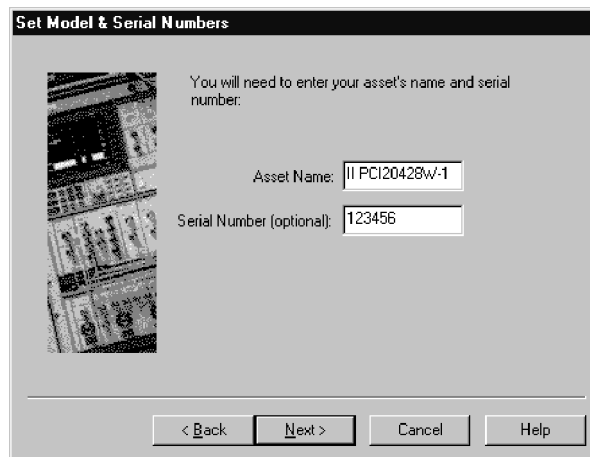 Set Model & Serial Numbers
You will need to enter your asset's name and serial
number:
Asset Name: II PCI20428W-1
Serial Number (optional): 123456
< Back Next > Cancel Help